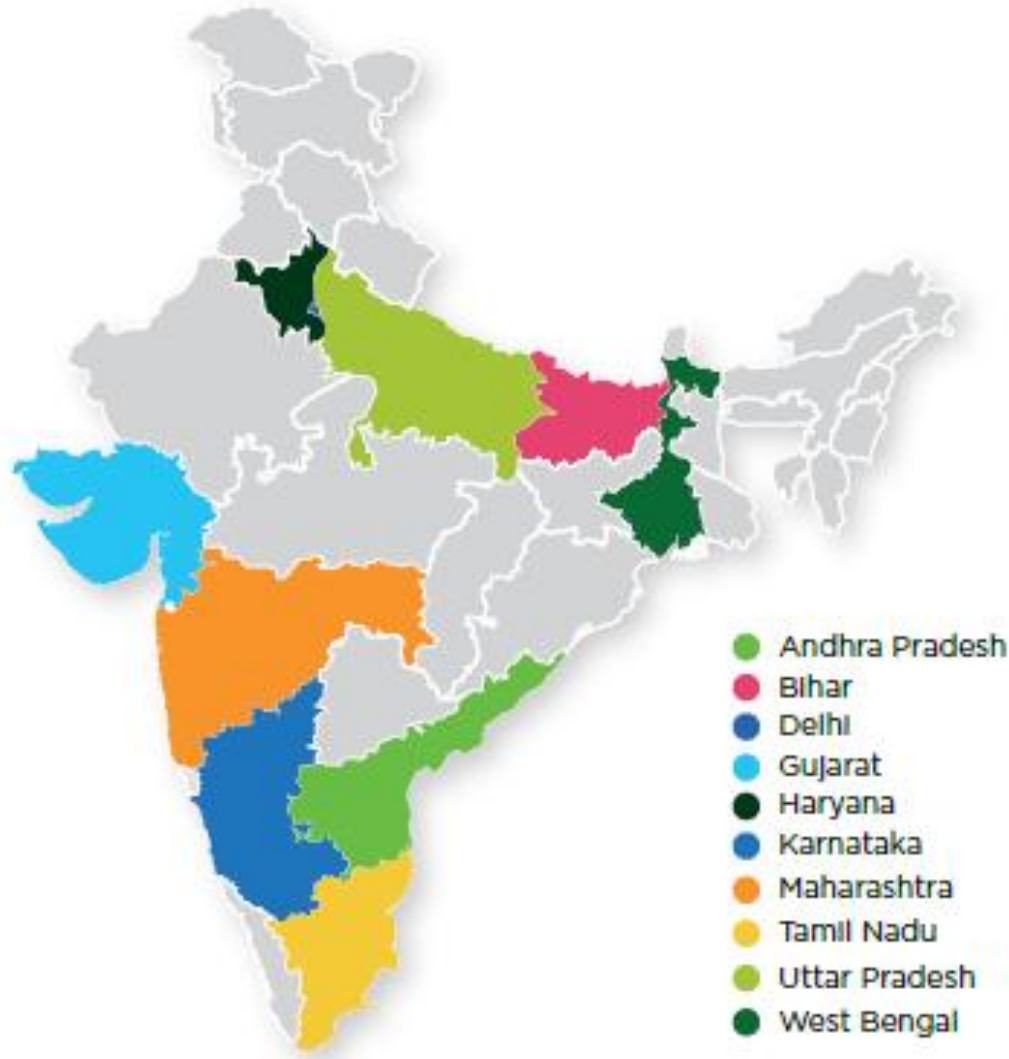 Andhra Pradesh
Bihar
Delhi
Gujarat
Haryana
Karnataka
Maharashtra
Tamil Nadu
Uttar Pradesh
West Bengal